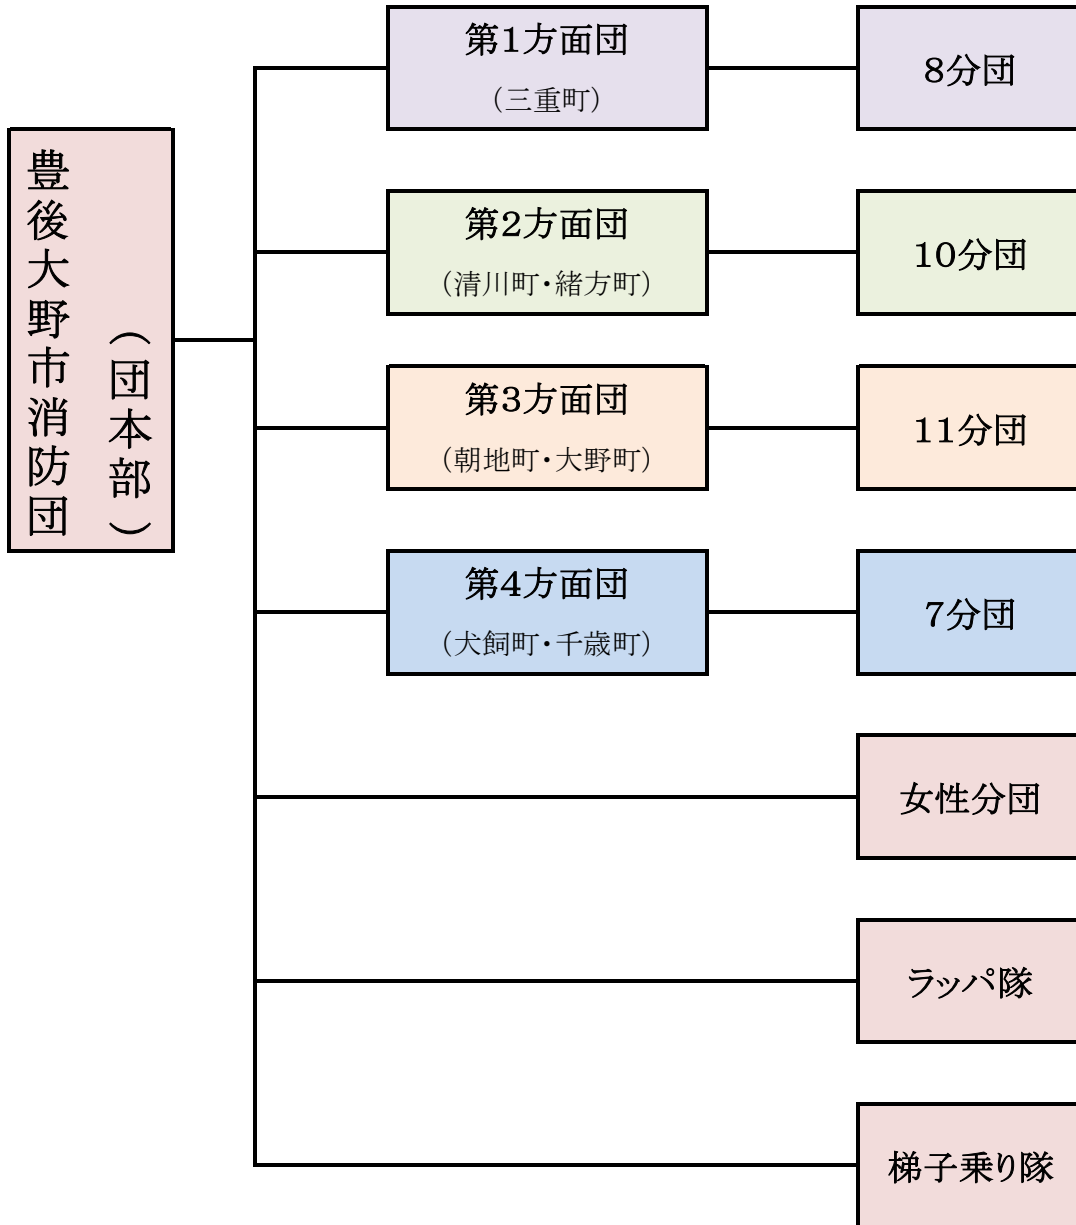 豊後大野市消防団
（団本部）
第1方面団
（三重町）
8分団
第2方面団
（清川町・緒方町）
10分団
第3方面団
（朝地町・大野町）
11分団
第4方面団
（犬飼町・千歳町）
7分団
女性分団
ラッパ隊
梯子乗り隊